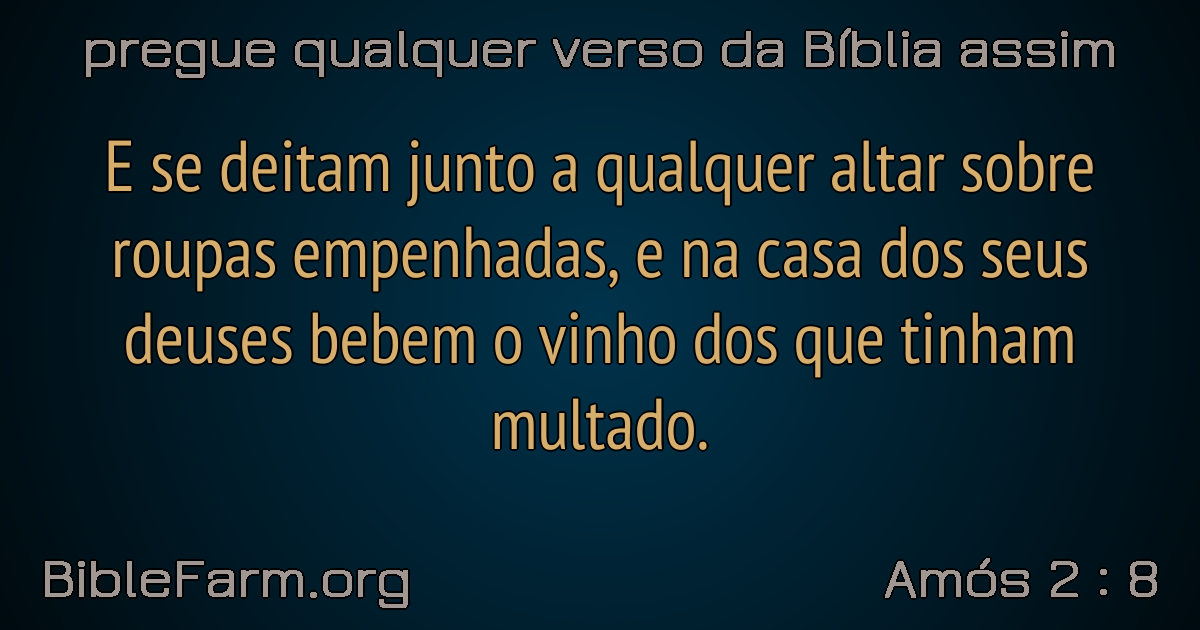 pregue qualquer verso da Bíblia assim
E se deitam junto a qualquer altar sobre
roupas empenhadas, e na casa dos seus
deuses bebem o vinho dos que tinham
multado.
BibleFarm.org
Amós 2 : 8